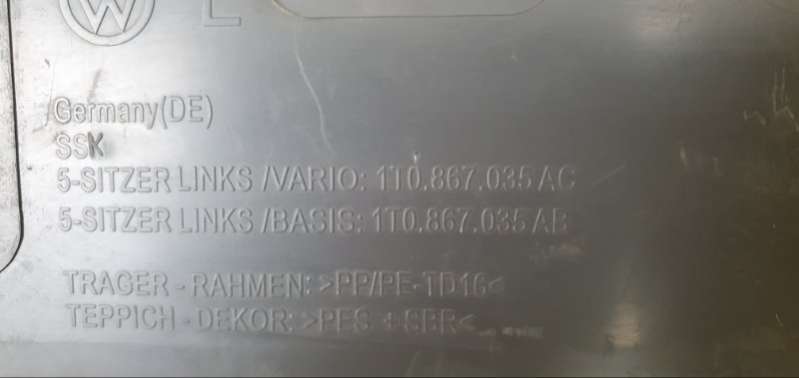 L
Germany(DE)
SSK
5-SITZER LINKS /VARIO: 1T0.867.035 AC
5-SITZER LINKS /BASIS: 1T0.867.035 AB
TRAGER - RAHMEN: >PP/PE-TD16<
TEPPICH - DEKOR: >PES + SBR<